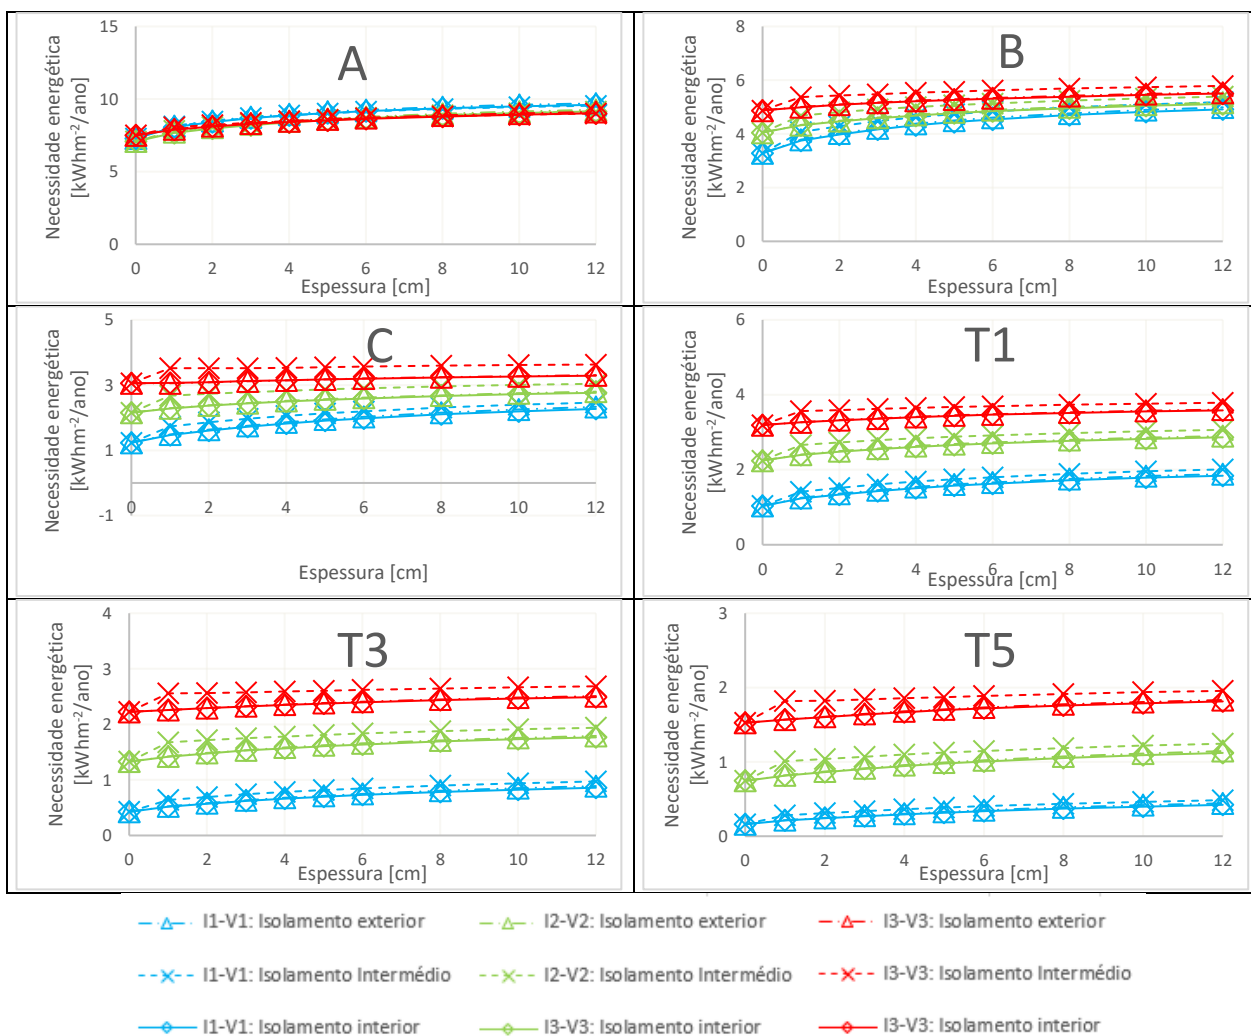 Necessidade energética
[kWhm⁻²/ano]
A
15
10
5
0
0 2 4 6 8 10 12
Espessura [cm]
Necessidade energética
[kWhm⁻²/ano]
B
8
6
4
2
0
0 2 4 6 8 10 12
Espessura [cm]
Necessidade energética
[kWhm⁻²/ano]
C
5
3
1
-1
0 2 4 6 8 10 12
Espessura [cm]
Necessidade energética
[kWhm⁻²/ano]
T1
6
4
2
0
0 2 4 6 8 10 12
Espessura [cm]
Necessidade energética
[kWhm⁻²/ano]
T3
4
3
2
1
0
0 2 4 6 8 10 12
Espessura [cm]
Necessidade energética
[kWhm⁻²/ano]
T5
3
2
1
0
0 2 4 6 8 10 12
Espessura [cm]
I1-V1: Isolamento exterior I2-V2: Isolamento exterior I3-V3: Isolamento exterior
I1-V1: Isolamento Intermédio I2-V2: Isolamento Intermédio I3-V3: Isolamento Intermédio
I1-V1: Isolamento interior I3-V3: Isolamento interior I3-V3: Isolamento interior